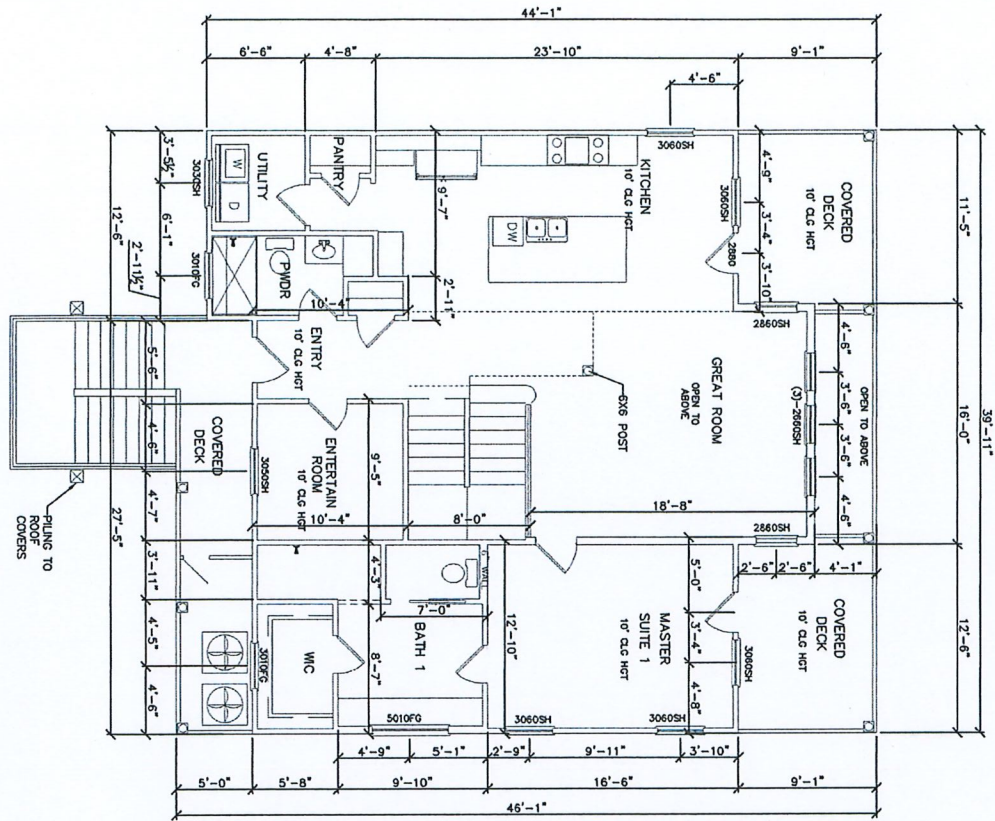 44'-1"
6'-6"
4'-8"
23'-10"
9'-1"
4'-6"
3060SH
PANTRY
UTILITY
W
D
3030SH
3'-5½"
6'-1"
12'-6"
2'-11½"
3010FG
PWDR
10'-4"
9'-7"
2'-11"
KITCHEN
10' CLG HGT
DW
3060SH
2880
4'-9"
3'-4"
3'-10"
COVERED
DECK
10' CLG HGT
11'-5"
2860SH
4'-6"
3'-6"
3'-6"
4'-6"
(3)-2660SH
OPEN TO ABOVE
16'-0"
39'-11"
GREAT ROOM
OPEN TO
ABOVE
6X6 POST
ENTRY
10' CLG HGT
5'-6"
4'-6"
4'-7"
3'-11"
4'-5"
4'-6"
27'-5"
COVERED
DECK
3050SH
ENTERTAIN
ROOM
10' CLG HGT
9'-5"
10'-4"
8'-0"
18'-8"
2860SH
2'-6"
2'-6"
4'-1"
PILING TO
ROOF
COVERS
4'-3"
6" WALL
7'-0"
BATH 1
8'-7"
12'-10"
WIC
3010FG
MASTER
SUITE 1
10' CLG HGT
5'-0"
3'-4"
4'-8"
3060SH
COVERED
DECK
10' CLG HGT
12'-6"
5010FG
3060SH
3060SH
4'-9"
5'-1"
2'-9"
9'-11"
3'-10"
5'-0"
5'-8"
9'-10"
16'-6"
9'-1"
46'-1"